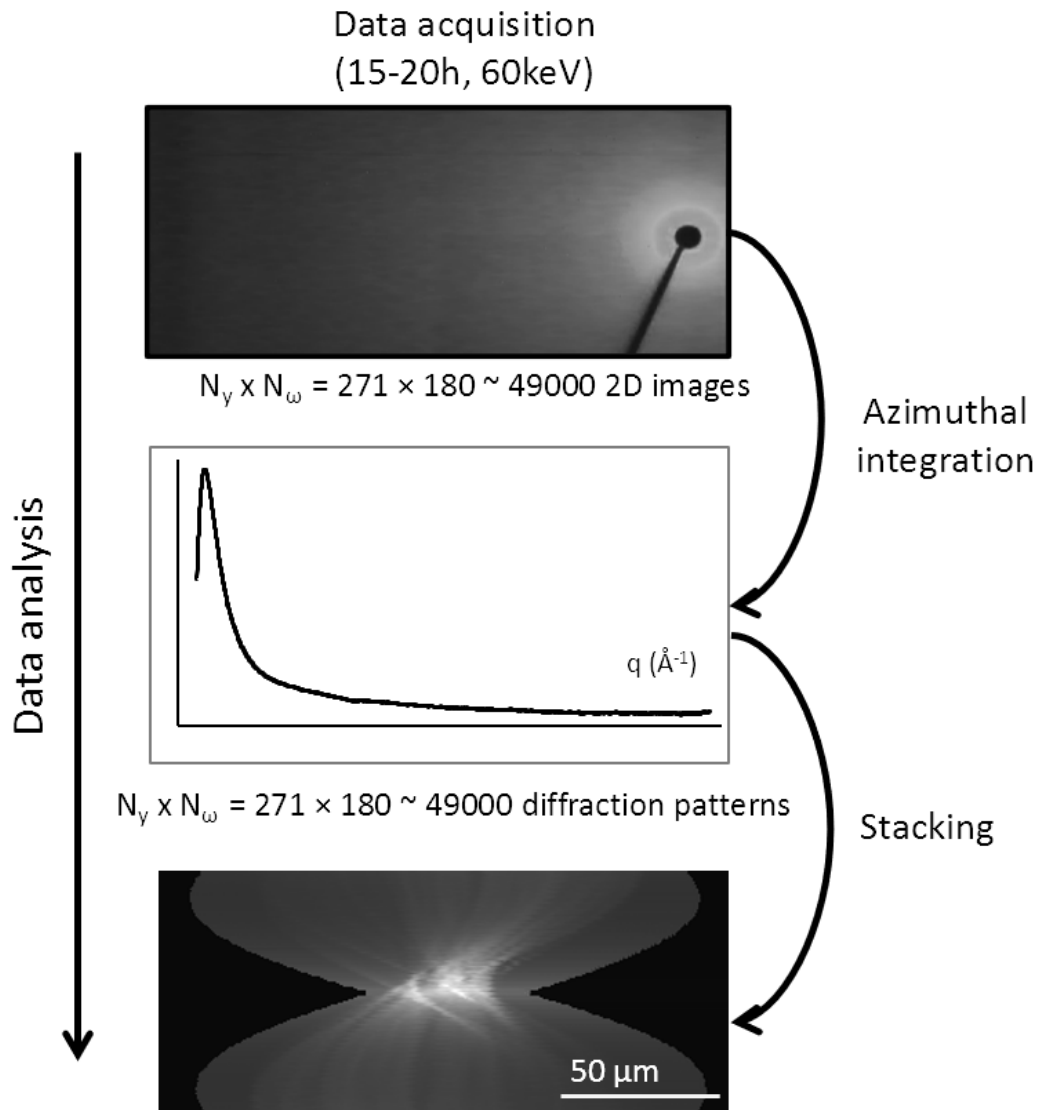 Data acquisition
(15-20h, 60keV)
N_y x N_ω = 271 × 180 ~ 49000 2D images
Azimuthal
integration
Data analysis
q (Å⁻¹)
N_y x N_ω = 271 × 180 ~ 49000 diffraction patterns
Stacking
50 µm